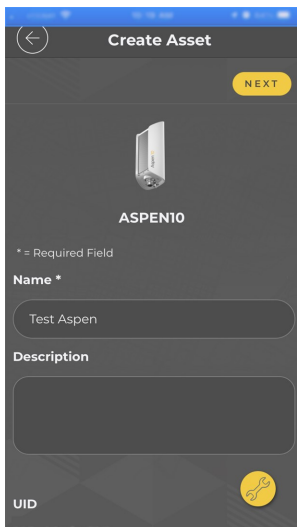 Create Asset
NEXT
ASPEN10
* = Required Field
Name *
Test Aspen
Description
UID